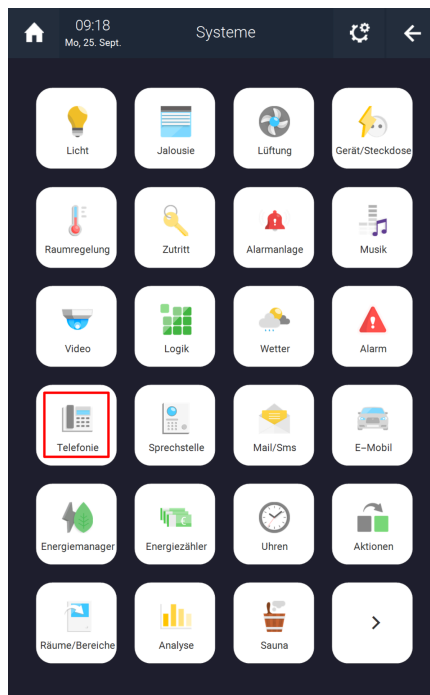 09:18
Mo, 25. Sept.
Systeme
Licht
Jalousie
Lüftung
Gerät/Steckdose
Raumregelung
Zutritt
Alarmanlage
Musik
Video
Logik
Wetter
Alarm
Telefonie
Sprechstelle
Mail/Sms
E-Mobil
Energiemanager
Energiezähler
Uhren
Aktionen
Räume/Bereiche
Analyse
Sauna